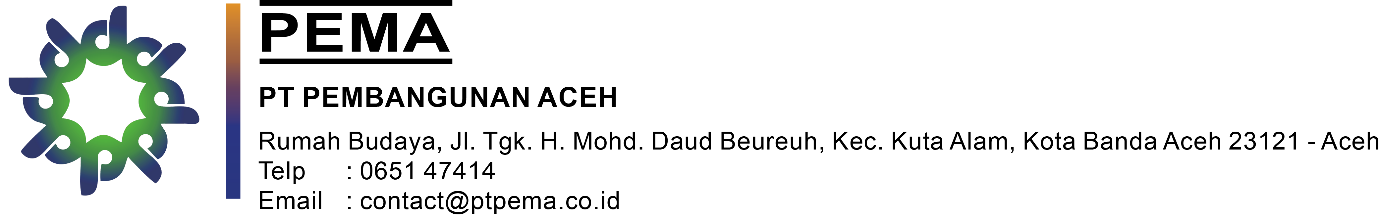 PEMA
PT PEMBANGUNAN ACEH
Rumah Budaya, Jl. Tgk. H. Mohd. Daud Beureuh, Kec. Kuta Alam, Kota Banda Aceh 23121 - Aceh
Telp : 0651 47414
Email : contact@ptpema.co.id